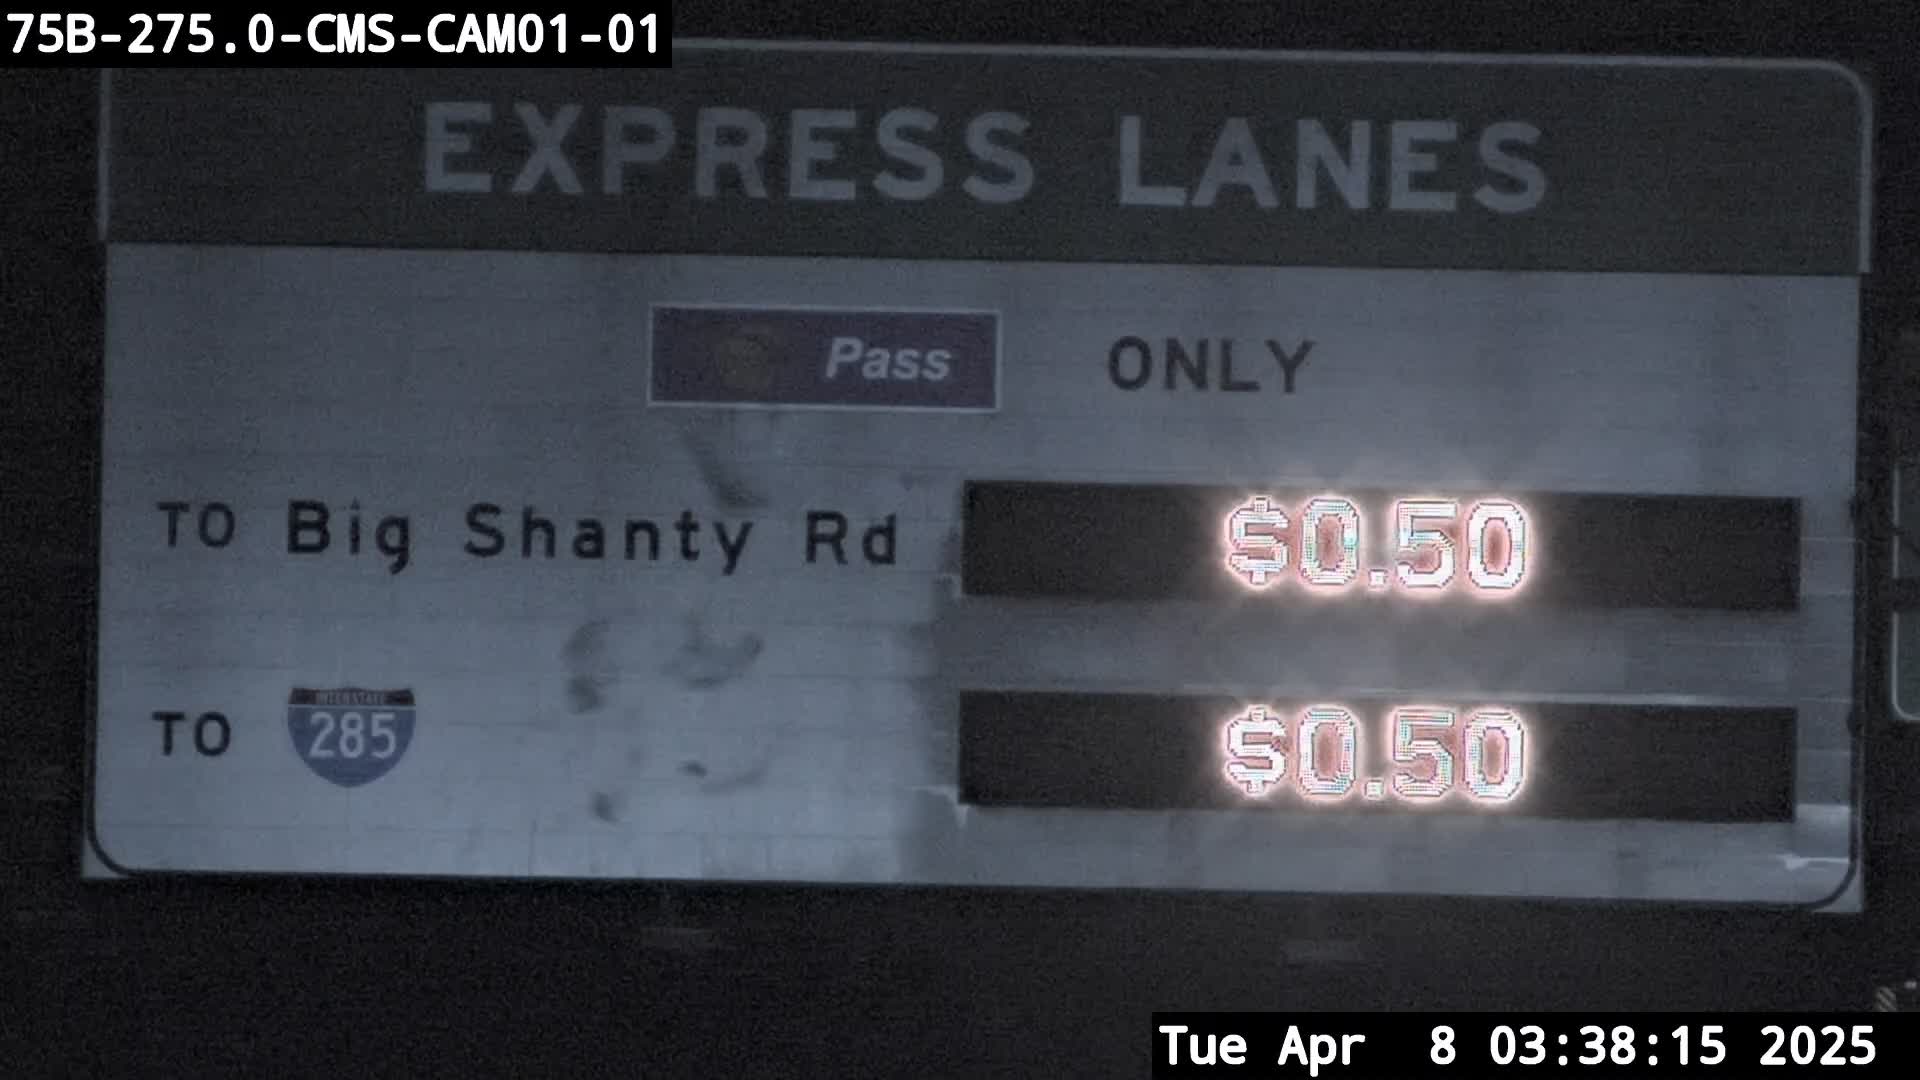 75B-275.0-CMS-CAM01-01
EXPRESS LANES
Pass ONLY
TO Big Shanty Rd $0.50
INTERSTATE
TO 285 $0.50
Tue Apr 8 03:38:15 2025